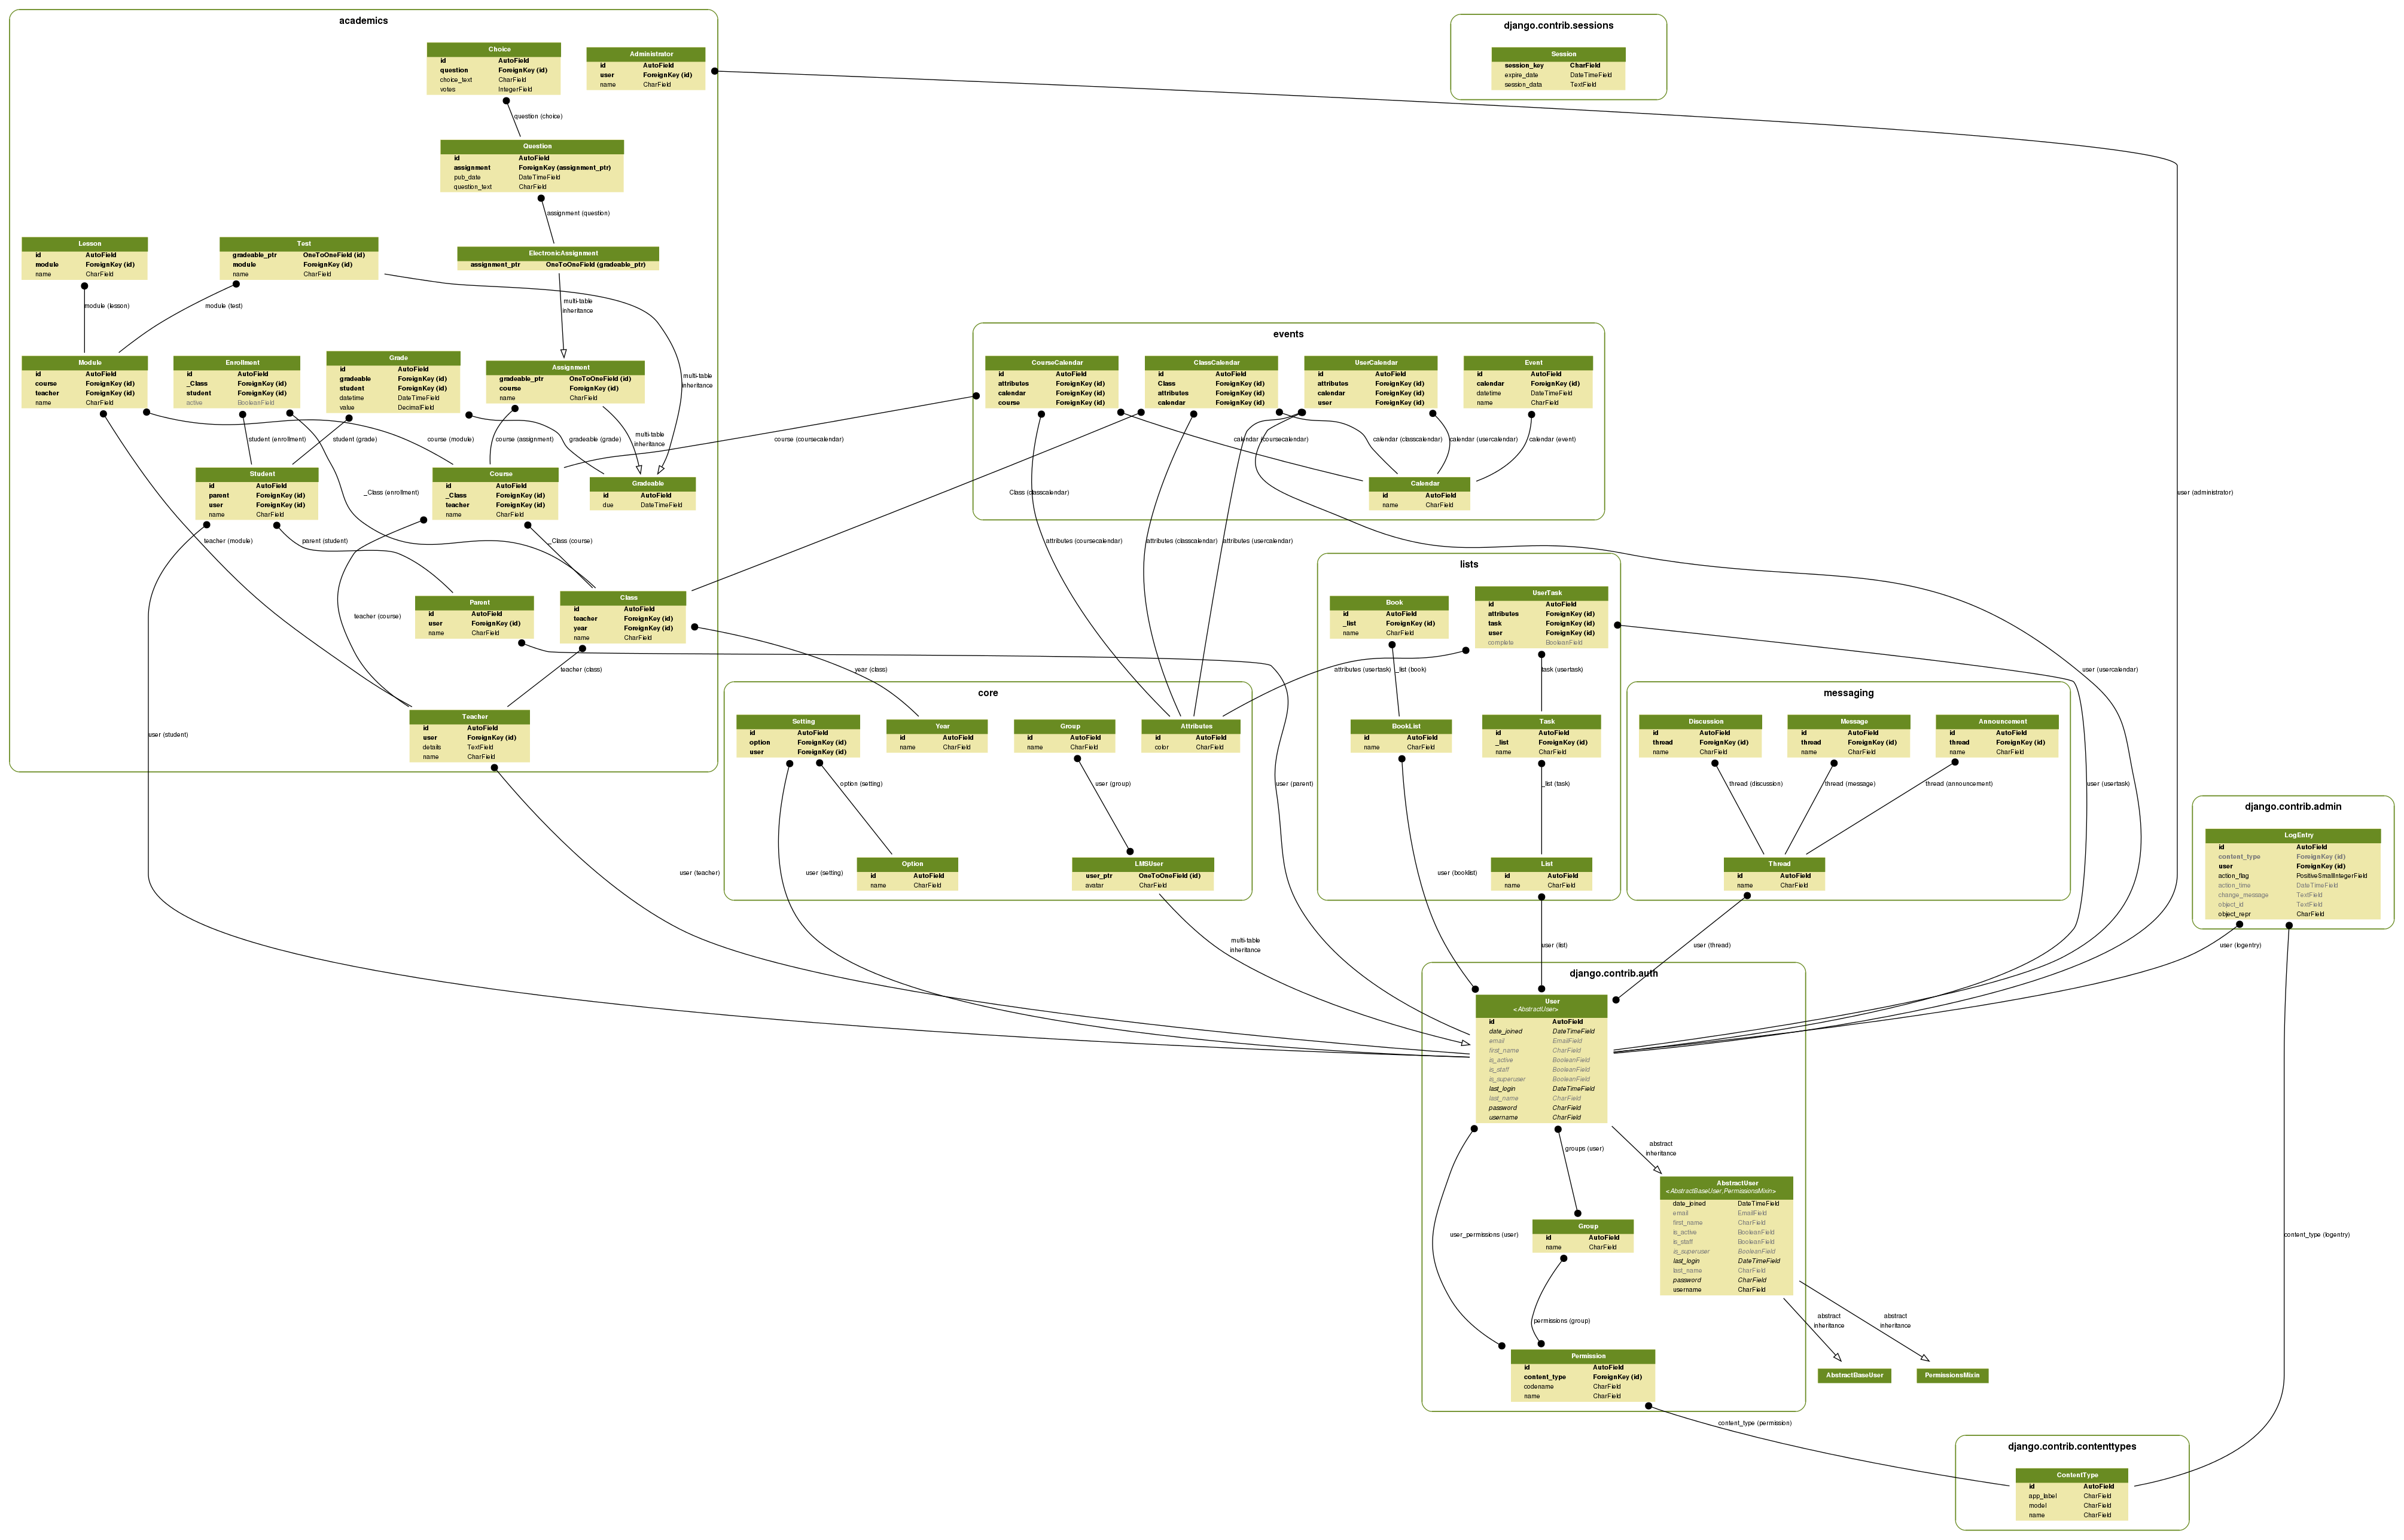 academics
Choice
id AutoField
question ForeignKey (id)
choice_text CharField
votes IntegerField
Administrator
id AutoField
user ForeignKey (id)
name CharField
question (choice)
Question
id AutoField
assignment ForeignKey (assignment_ptr)
pub_date DateTimeField
question_text CharField
assignment (question)
Lesson
id AutoField
module ForeignKey (id)
name CharField
Test
gradeable_ptr OneToOneField (id)
module ForeignKey (id)
name CharField
ElectronicAssignment
assignment_ptr OneToOneField (gradeable_ptr)
module (lesson)
module (test)
multi-table
inheritance
multi-table
inheritance
Module
id AutoField
course ForeignKey (id)
teacher ForeignKey (id)
name CharField
Enrollment
id AutoField
_Class ForeignKey (id)
student ForeignKey (id)
active BooleanField
Grade
id AutoField
gradeable ForeignKey (id)
student ForeignKey (id)
datetime DateTimeField
value DecimalField
Assignment
gradeable_ptr OneToOneField (id)
course ForeignKey (id)
name CharField
student (enrollment)
student (grade)
course (module)
course (assignment)
gradeable (grade)
multi-table
inheritance
Student
id AutoField
parent ForeignKey (id)
user ForeignKey (id)
name CharField
_Class (enrollment)
Course
id AutoField
_Class ForeignKey (id)
teacher ForeignKey (id)
name CharField
Gradeable
id AutoField
due DateTimeField
teacher (module)
parent (student)
_Class (course)
teacher (course)
Parent
id AutoField
user ForeignKey (id)
name CharField
Class
id AutoField
teacher ForeignKey (id)
year ForeignKey (id)
name CharField
teacher (class)
user (student)
Teacher
id AutoField
user ForeignKey (id)
details TextField
name CharField
user (teacher)
django.contrib.sessions
Session
session_key CharField
expire_date DateTimeField
session_data TextField
user (administrator)
events
CourseCalendar
id AutoField
attributes ForeignKey (id)
calendar ForeignKey (id)
course ForeignKey (id)
ClassCalendar
id AutoField
Class ForeignKey (id)
attributes ForeignKey (id)
calendar ForeignKey (id)
UserCalendar
id AutoField
attributes ForeignKey (id)
calendar ForeignKey (id)
user ForeignKey (id)
Event
id AutoField
calendar ForeignKey (id)
datetime DateTimeField
name CharField
course (coursecalendar)
calendar (coursecalendar)
calendar (classcalendar)
calendar (usercalendar)
calendar (event)
Class (classcalendar)
Calendar
id AutoField
name CharField
attributes (coursecalendar)
attributes (classcalendar)
attributes (usercalendar)
lists
Book
id AutoField
_list ForeignKey (id)
name CharField
UserTask
id AutoField
attributes ForeignKey (id)
task ForeignKey (id)
user ForeignKey (id)
complete BooleanField
year (class)
attributes (usertask)
_list (book)
task (usertask)
user (usercalendar)
BookList
id AutoField
name CharField
Task
id AutoField
_list ForeignKey (id)
name CharField
_list (task)
List
id AutoField
name CharField
user (booklist)
user (list)
core
Setting
id AutoField
option ForeignKey (id)
user ForeignKey (id)
Year
id AutoField
name CharField
Group
id AutoField
name CharField
Attributes
id AutoField
color CharField
option (setting)
user (group)
user (parent)
user (setting)
Option
id AutoField
name CharField
LMSUser
user_ptr OneToOneField (id)
avatar CharField
multi-table
inheritance
messaging
Discussion
id AutoField
thread ForeignKey (id)
name CharField
Message
id AutoField
thread ForeignKey (id)
name CharField
Announcement
id AutoField
thread ForeignKey (id)
name CharField
thread (discussion)
thread (message)
thread (announcement)
user (usertask)
Thread
id AutoField
name CharField
user (thread)
django.contrib.admin
LogEntry
id AutoField
content_type ForeignKey (id)
user ForeignKey (id)
action_flag PositiveSmallIntegerField
action_time DateTimeField
change_message TextField
object_id TextField
object_repr CharField
user (logentry)
content_type (logentry)
django.contrib.auth
User
<AbstractUser>
id AutoField
date_joined DateTimeField
email EmailField
first_name CharField
is_active BooleanField
is_staff BooleanField
is_superuser BooleanField
last_login DateTimeField
last_name CharField
password CharField
username CharField
groups (user)
abstract
inheritance
user_permissions (user)
Group
id AutoField
name CharField
AbstractUser
<AbstractBaseUser,PermissionsMixin>
date_joined DateTimeField
email EmailField
first_name CharField
is_active BooleanField
is_staff BooleanField
is_superuser BooleanField
last_login DateTimeField
last_name CharField
password CharField
username CharField
permissions (group)
abstract
inheritance
abstract
inheritance
Permission
id AutoField
content_type ForeignKey (id)
codename CharField
name CharField
AbstractBaseUser
PermissionsMixin
content_type (permission)
django.contrib.contenttypes
ContentType
id AutoField
app_label CharField
model CharField
name CharField